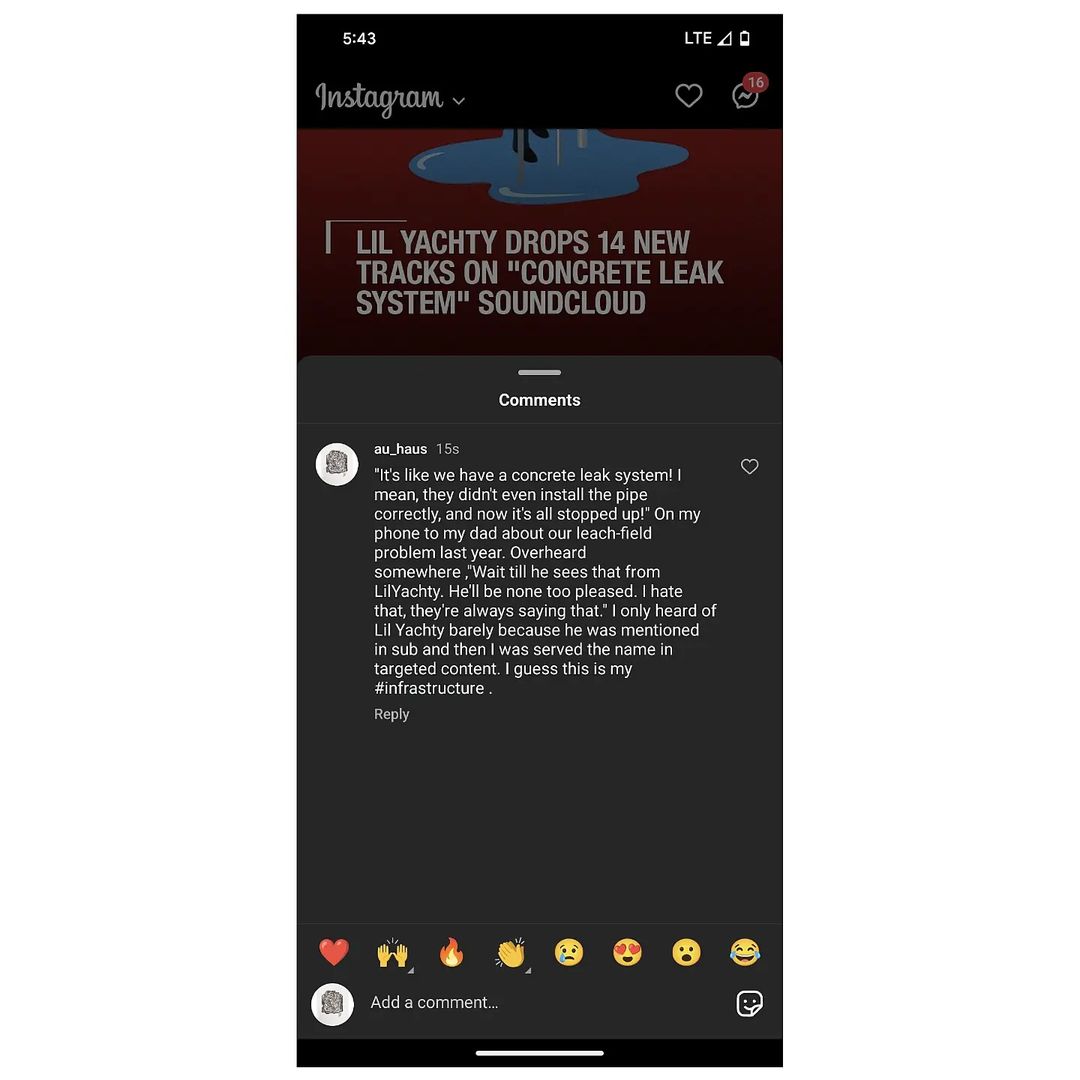 5:43 LTE
Instagram
16
LIL YACHTY DROPS 14 NEW
TRACKS ON "CONCRETE LEAK
SYSTEM" SOUNDCLOUD
Comments
au_haus 15s
"It's like we have a concrete leak system! I
mean, they didn't even install the pipe
correctly, and now it's all stopped up!" On my
phone to my dad about our leach-field
problem last year. Overheard
somewhere ,"Wait till he sees that from
LilYachty. He'll be none too pleased. I hate
that, they're always saying that." I only heard of
Lil Yachty barely because he was mentioned
in sub and then I was served the name in
targeted content. I guess this is my
#infrastructure .
Reply
Add a comment...